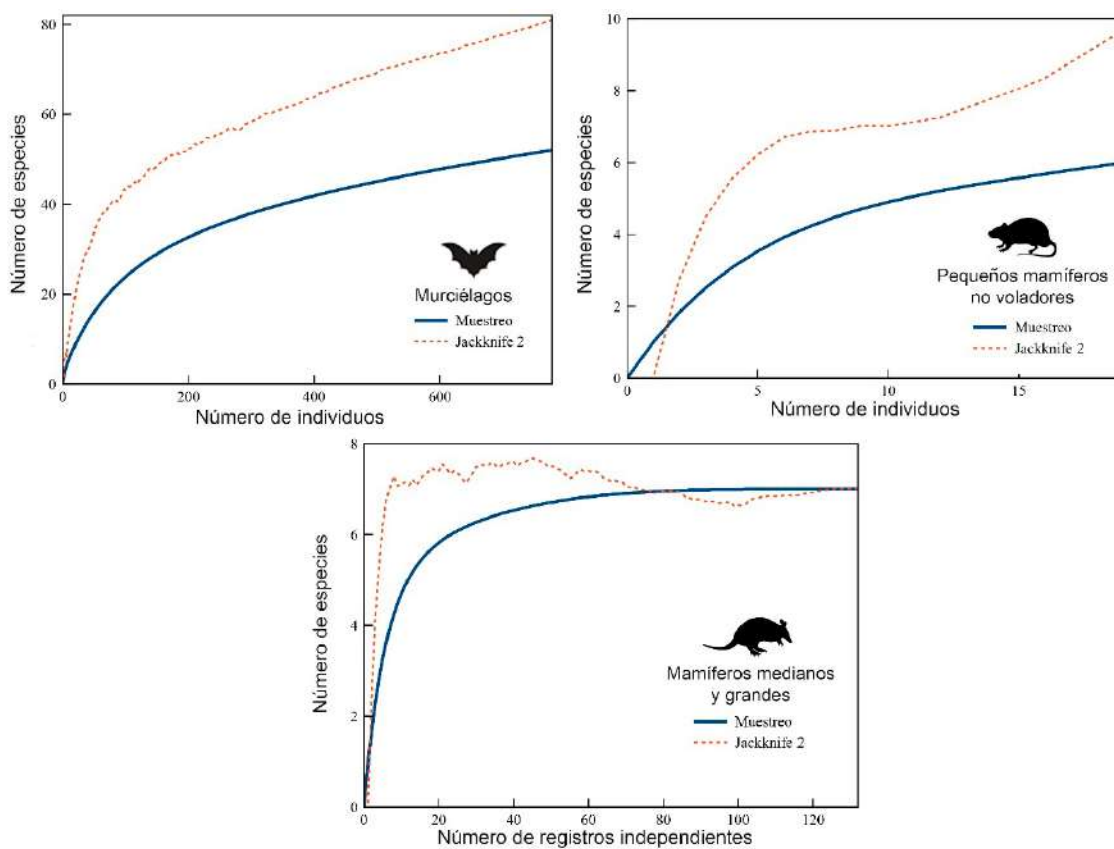 80
60
40
20
0
Número de especies
0
200
400
600
Número de individuos
Murciélagos
Muestreo
Jackknife 2
10
8
6
4
2
0
Número de especies
0
5
10
15
Número de individuos
Pequeños mamíferos
no voladores
Muestreo
Jackknife 2
8
6
4
2
0
Número de especies
0
20
40
60
80
100
120
Número de registros independientes
Mamíferos medianos
y grandes
Muestreo
Jackknife 2